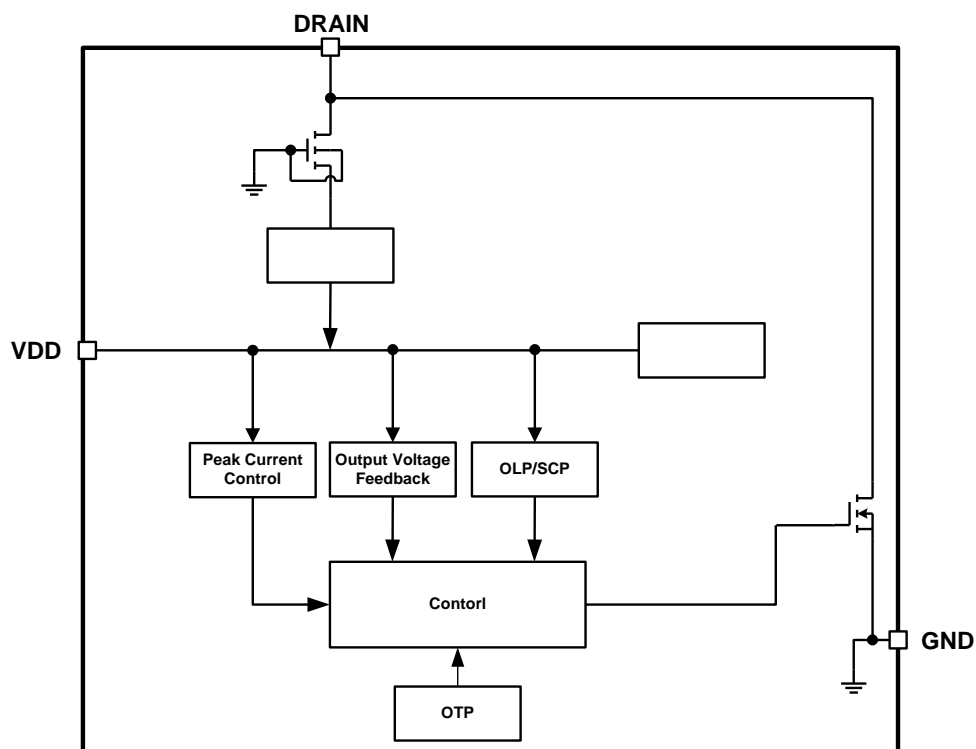 DRAIN
VDD
Peak Current
Control
Output Voltage
Feedback
OLP/SCP
Contorl
GND
OTP